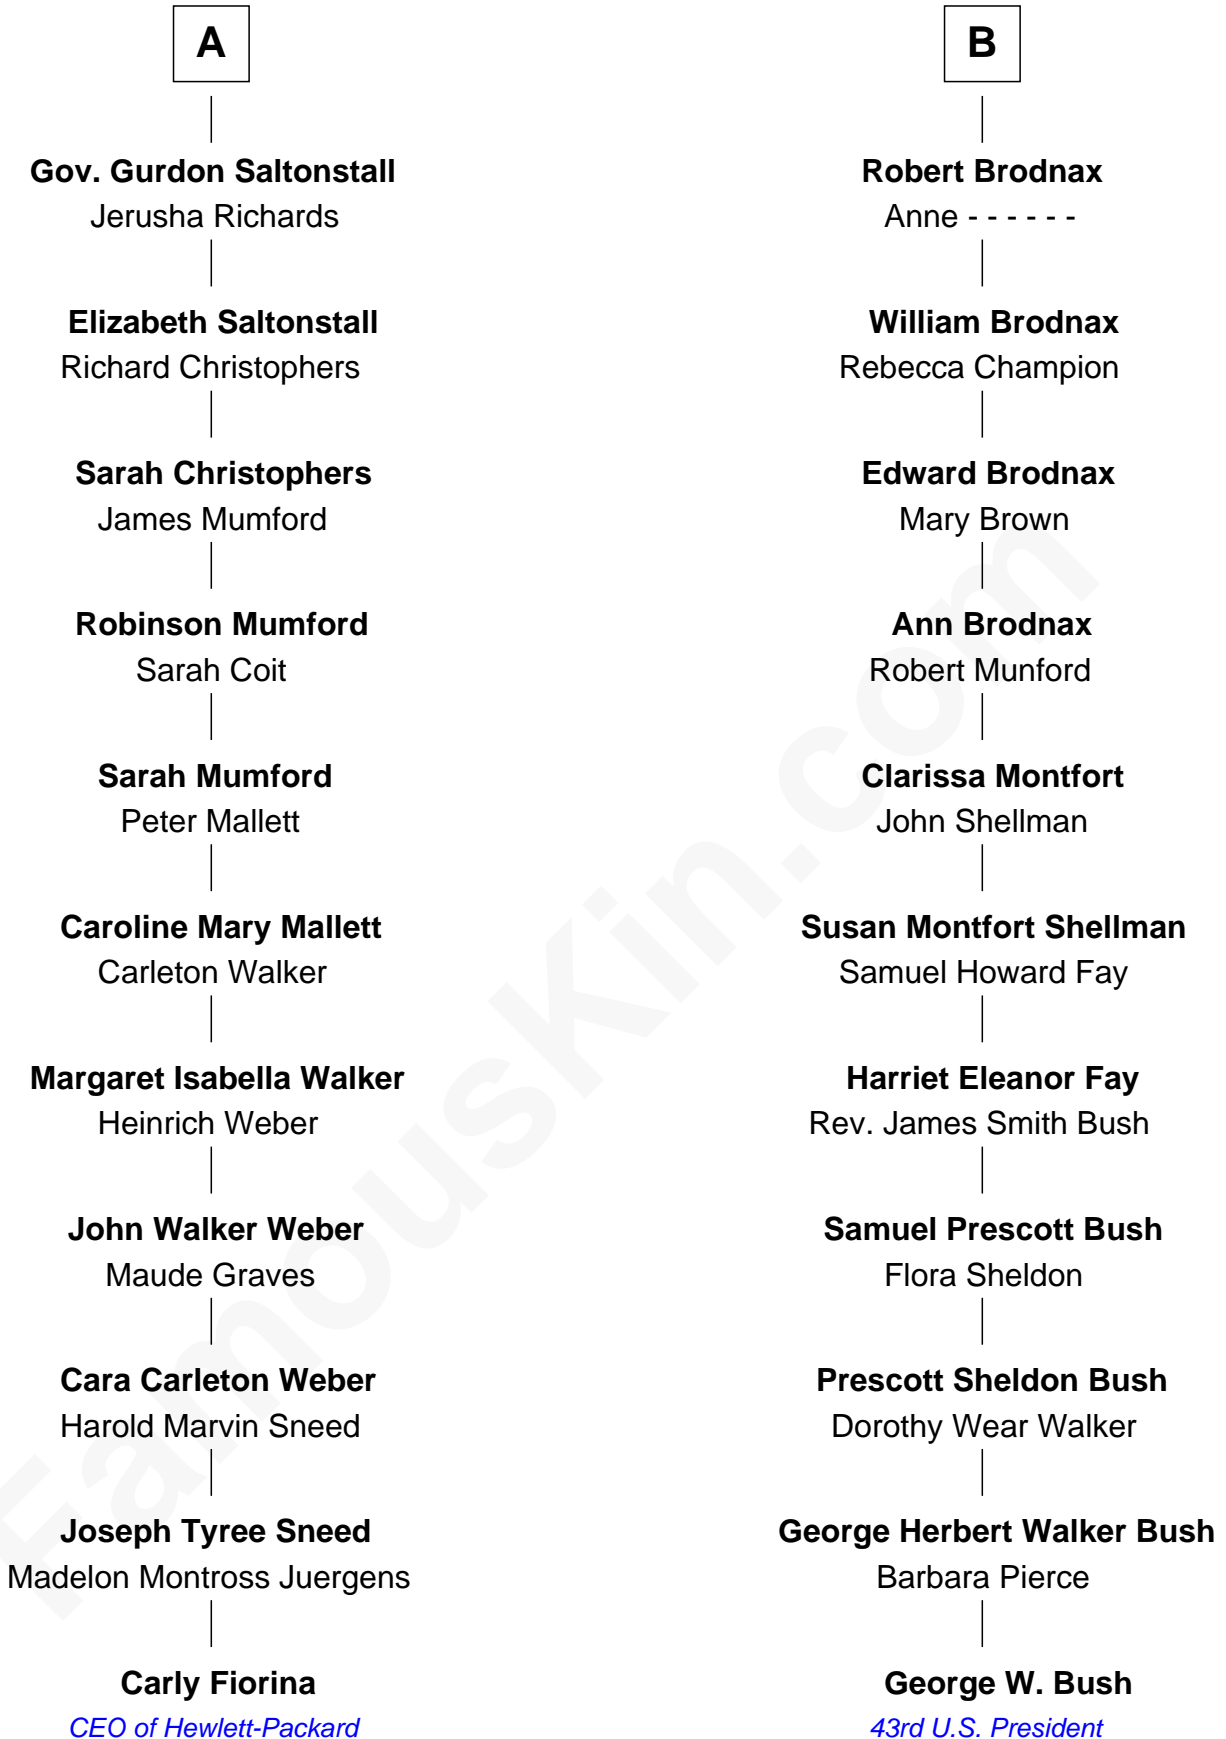 A
Gov. Gurdon Saltonstall
Jerusha Richards
Elizabeth Saltonstall
Richard Christophers
Sarah Christophers
James Mumford
Robinson Mumford
Sarah Coit
Sarah Mumford
Peter Mallett
Caroline Mary Mallett
Carleton Walker
Margaret Isabella Walker
Heinrich Weber
John Walker Weber
Maude Graves
Cara Carleton Weber
Harold Marvin Sneed
Joseph Tyree Sneed
Madelon Montross Juergens
Carly Fiorina
CEO of Hewlett-Packard
B
Robert Brodnax
Anne - - - - - -
William Brodnax
Rebecca Champion
Edward Brodnax
Mary Brown
Ann Brodnax
Robert Munford
Clarissa Montfort
John Shellman
Susan Montfort Shellman
Samuel Howard Fay
Harriet Eleanor Fay
Rev. James Smith Bush
Samuel Prescott Bush
Flora Sheldon
Prescott Sheldon Bush
Dorothy Wear Walker
George Herbert Walker Bush
Barbara Pierce
George W. Bush
43rd U.S. President
FamousKin.com